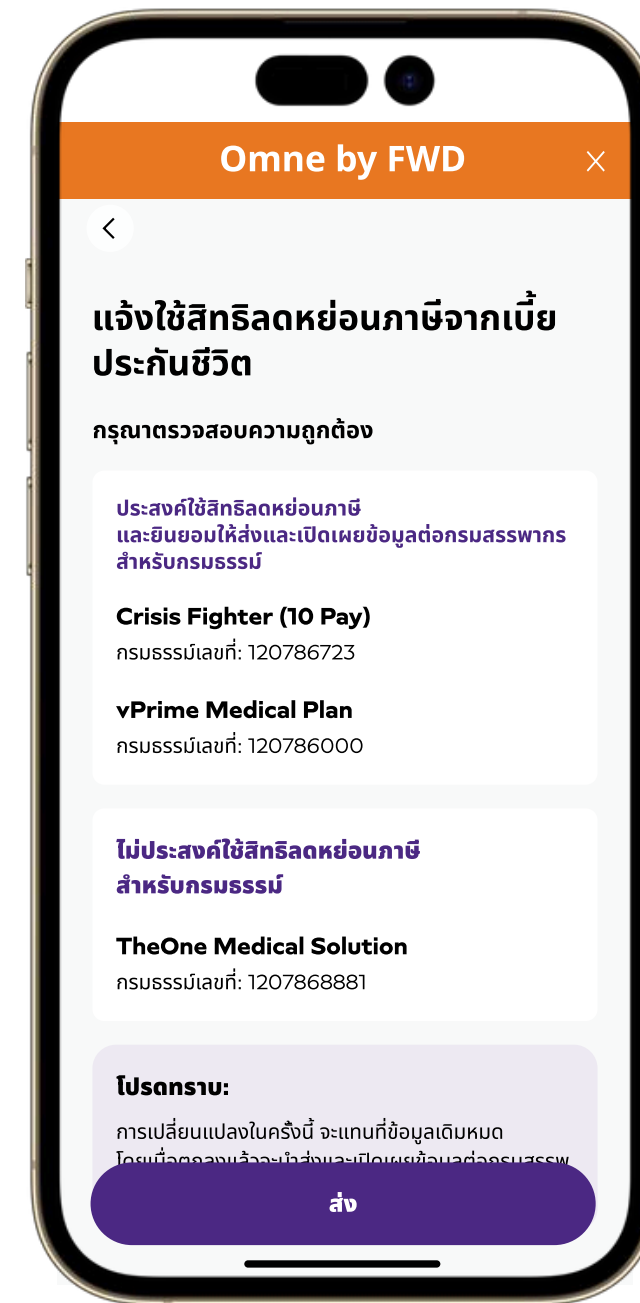 Omne by FWD
แจ้งใช้สิทธิลดหย่อนภาษีจากเบี้ย
ประกันชีวิต
กรุณาตรวจสอบความถูกต้อง
ประสงค์ใช้สิทธิลดหย่อนภาษี
และยินยอมให้ส่งและเปิดเผยข้อมูลต่อกรมสรรพากร
สำหรับกรมธรรม์
Crisis Fighter (10 Pay)
กรมธรรม์เลขที่: 120786723
vPrime Medical Plan
กรมธรรม์เลขที่: 120786000
ไม่ประสงค์ใช้สิทธิลดหย่อนภาษี
สำหรับกรมธรรม์
TheOne Medical Solution
กรมธรรม์เลขที่: 1207868881
โปรดทราบ:
การเปลี่ยนแปลงในครั้งนี้ จะแทนที่ข้อมูลเดิมหมด
ส่ง